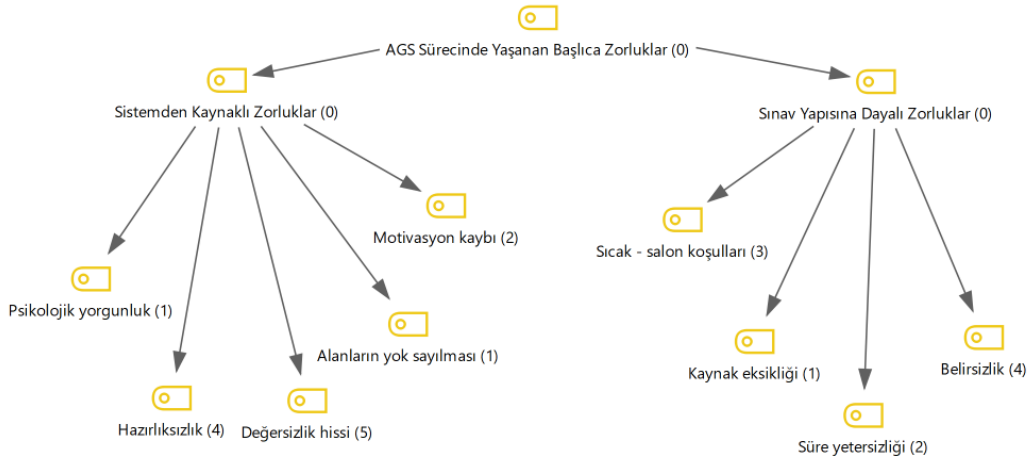 AGS Sürecinde Yaşanan Başlıca Zorluklar (0)
Sistemden Kaynaklı Zorluklar (0)
Sınav Yapısına Dayalı Zorluklar (0)
Motivasyon kaybı (2)
Sıcak - salon koşulları (3)
Psikolojik yorgunluk (1)
Alanların yok sayılması (1)
Kaynak eksikliği (1)
Belirsizlik (4)
Hazırlıksızlık (4)
Değersizlik hissi (5)
Süre yetersizliği (2)